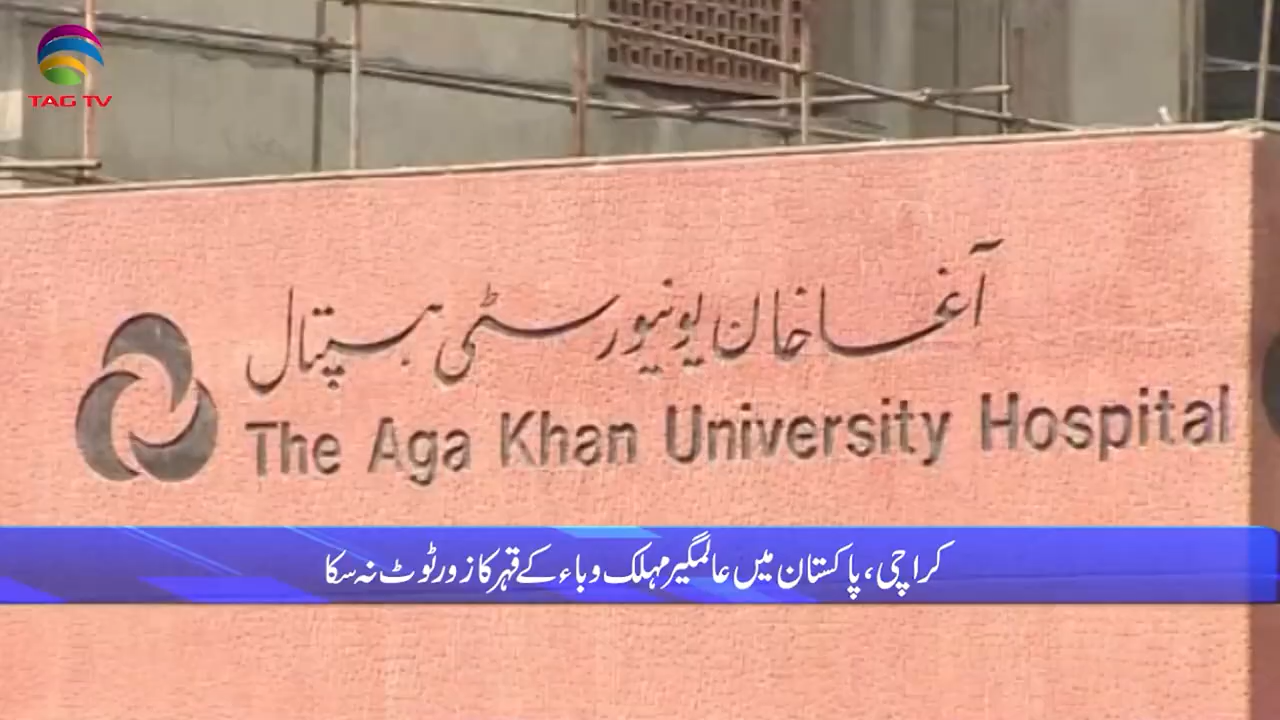 TAG TV
آغا خان یونیورسٹی ہسپتال
The Aga Khan University Hospital
کراچی، پاکستان میں عالمگیر مہلک وباء کے قہر کا زور ٹوٹ نہ سکا